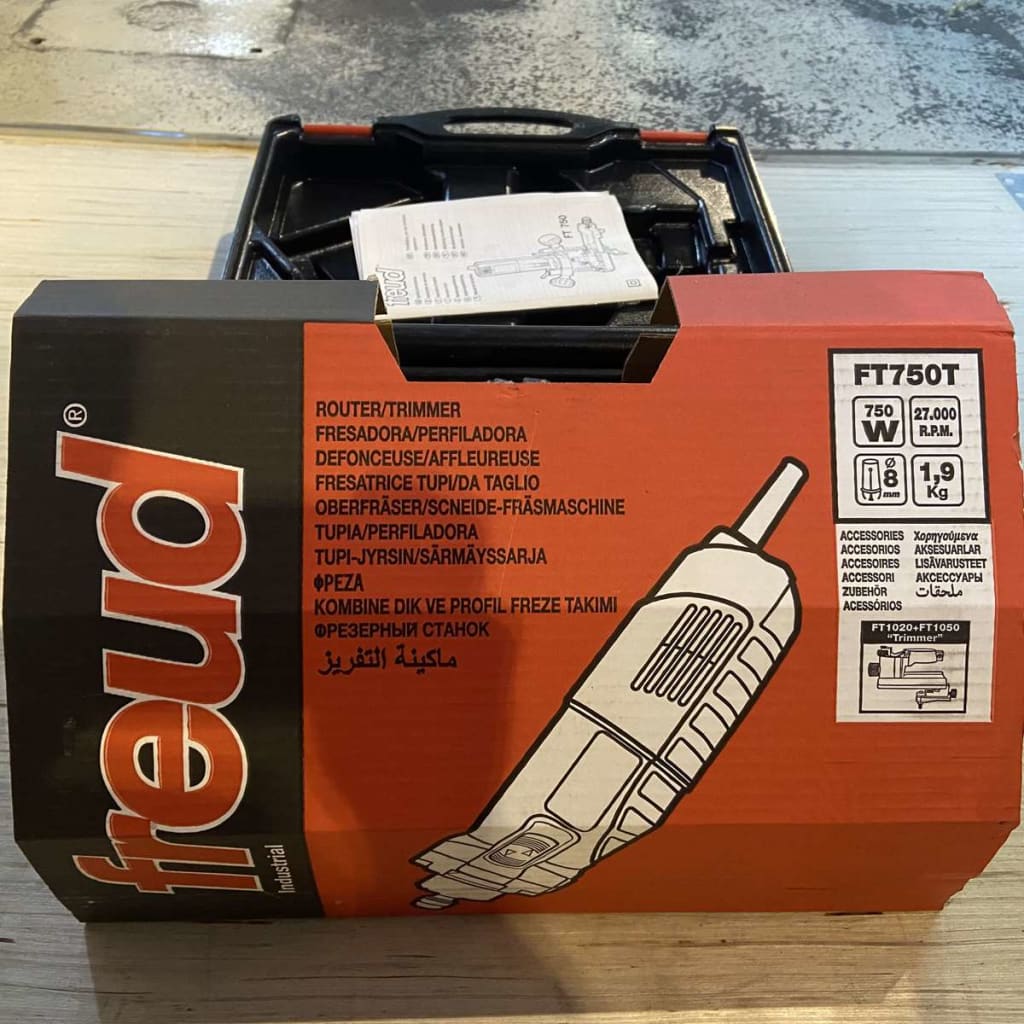 freud
FT 750
freud®
Industrial
ROUTER/TRIMMER
FRESADORA/PERFILADORA
DEFONCEUSE/AFFLEUREUSE
FRESATRICE TUPI/DA TAGLIO
OBERFRÄSER/SCNEIDE-FRÄSMASCHINE
TUPIA/PERFILADORA
TUPI-JYRSIN/SÄRMÄYSSARJA
ΦΡΕΖΑ
KOMBINE DIK VE PROFIL FREZE TAKIMI
ФРЕЗЕРНЫЙ СТАНОК
ماكينة التفريز
FT750T
750 W
27.000 R.P.M.
Ø 8 mm
1,9 Kg
ACCESSORIES
ACCESORIOS
ACCESOIRES
ACCESSORI
ZUBEHÖR
ACESSÓRIOS
Χορηγούμενα
AKSESUARLAR
LISÄVARUSTEET
АКСЕССУАРЫ
ملحقات
FT1020+FT1050
"Trimmer"